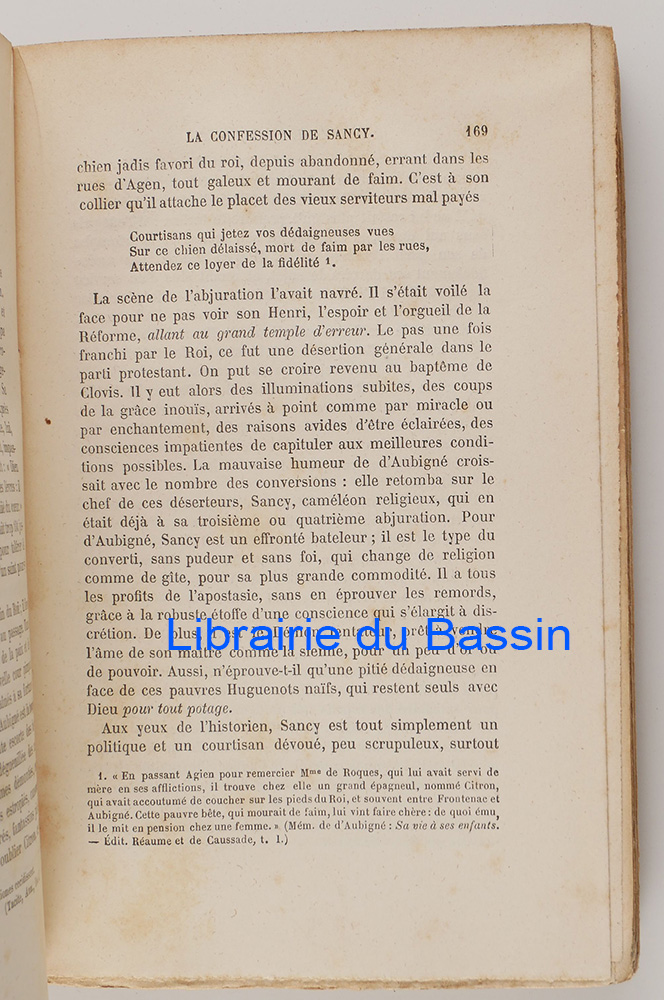 LA CONFESSION DE SANCY. 169
chien jadis favori du roi, depuis abandonné, errant dans les
rues d'Agen, tout galeux et mourant de faim. C'est à son
collier qu'il attache le placet des vieux serviteurs mal payés
Courtisans qui jetez vos dédaigneuses vues
Sur ce chien délaissé, mort de faim par les rues,
Attendez ce loyer de la fidélité 1.
La scène de l'abjuration l'avait navré. Il s'était voilé la
face pour ne pas voir son Henri, l'espoir et l'orgueil de la
Réforme, allant au grand temple d'erreur. Le pas une fois
franchi par le Roi, ce fut une désertion générale dans le
parti protestant. On put se croire revenu au baptême de
Clovis. Il y eut alors des illuminations subites, des coups
de la grâce inouïs, arrivés à point comme par miracle ou
par enchantement, des raisons avides d'être éclairées, des
consciences impatientes de capituler aux meilleures condi-
tions possibles. La mauvaise humeur de d'Aubigné crois-
sait avec le nombre des conversions : elle retomba sur le
chef de ces déserteurs, Sancy, caméléon religieux, qui en
était déjà à sa troisième ou quatrième abjuration. Pour
d'Aubigné, Sancy est un effronté bateleur ; il est le type du
converti, sans pudeur et sans foi, qui change de religion
comme de gîte, pour sa plus grande commodité. Il a tous
les profits de l'apostasie, sans en éprouver les remords,
grâce à la robuste étoffe d'une conscience qui s'élargit à dis-
crétion. De plus, c'est le Démon tentateur, prêt à vendre
Librairie du Bassin
l'âme de son maître comme la sienne, pour un peu d'or ou
de pouvoir. Aussi, n'éprouve-t-il qu'une pitié dédaigneuse en
face de ces pauvres Huguenots naïfs, qui restent seuls avec
Dieu pour tout potage.
Aux yeux de l'historien, Sancy est tout simplement un
politique et un courtisan dévoué, peu scrupuleux, surtout
1. « En passant Agien pour remercier Mme de Roques, qui lui avait servi de
mère en ses afflictions, il trouve chez elle un grand épagneul, nommé Citron,
qui avait accoutumé de coucher sur les pieds du Roi, et souvent entre Frontenac et
Aubigné. Cette pauvre bête, qui mourait de faim, lui vint faire chère : de quoi ému,
il le mit en pension chez une femme. » (Mém. de d'Aubigné : Sa vie à ses enfants.
— Édit. Réaume et de Caussade, t. 1.)